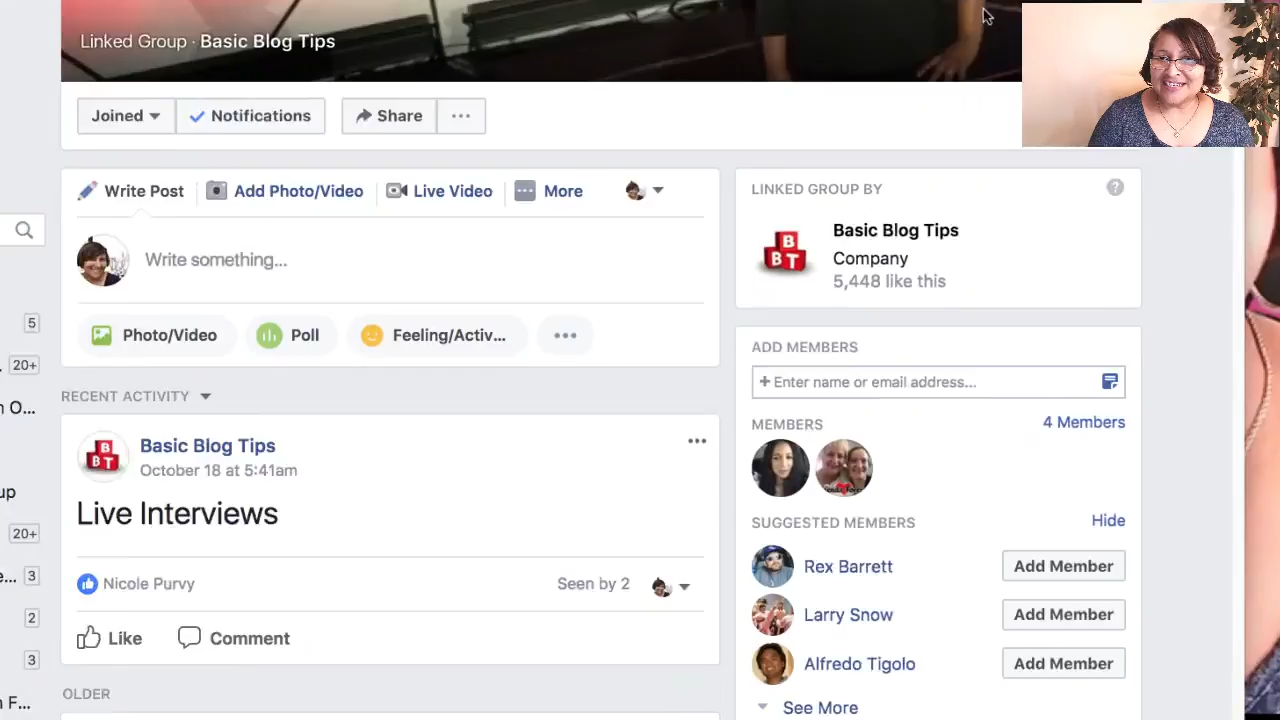 Linked Group · Basic Blog Tips
Joined
Notifications
Share
Write Post
Add Photo/Video
Live Video
More
Write something...
Photo/Video
Poll
Feeling/Activ...
RECENT ACTIVITY
Basic Blog Tips
October 18 at 5:41am
Live Interviews
Nicole Purvy
Seen by 2
Like
Comment
OLDER
5
20+
n O...
up
20+
e... 3
2
3
n F...
LINKED GROUP BY
?
B
B T
Basic Blog Tips
Company
5,448 like this
ADD MEMBERS
+ Enter name or email address...
MEMBERS
4 Members
SUGGESTED MEMBERS
Hide
Rex Barrett
Add Member
Larry Snow
Add Member
Alfredo Tigolo
Add Member
See More